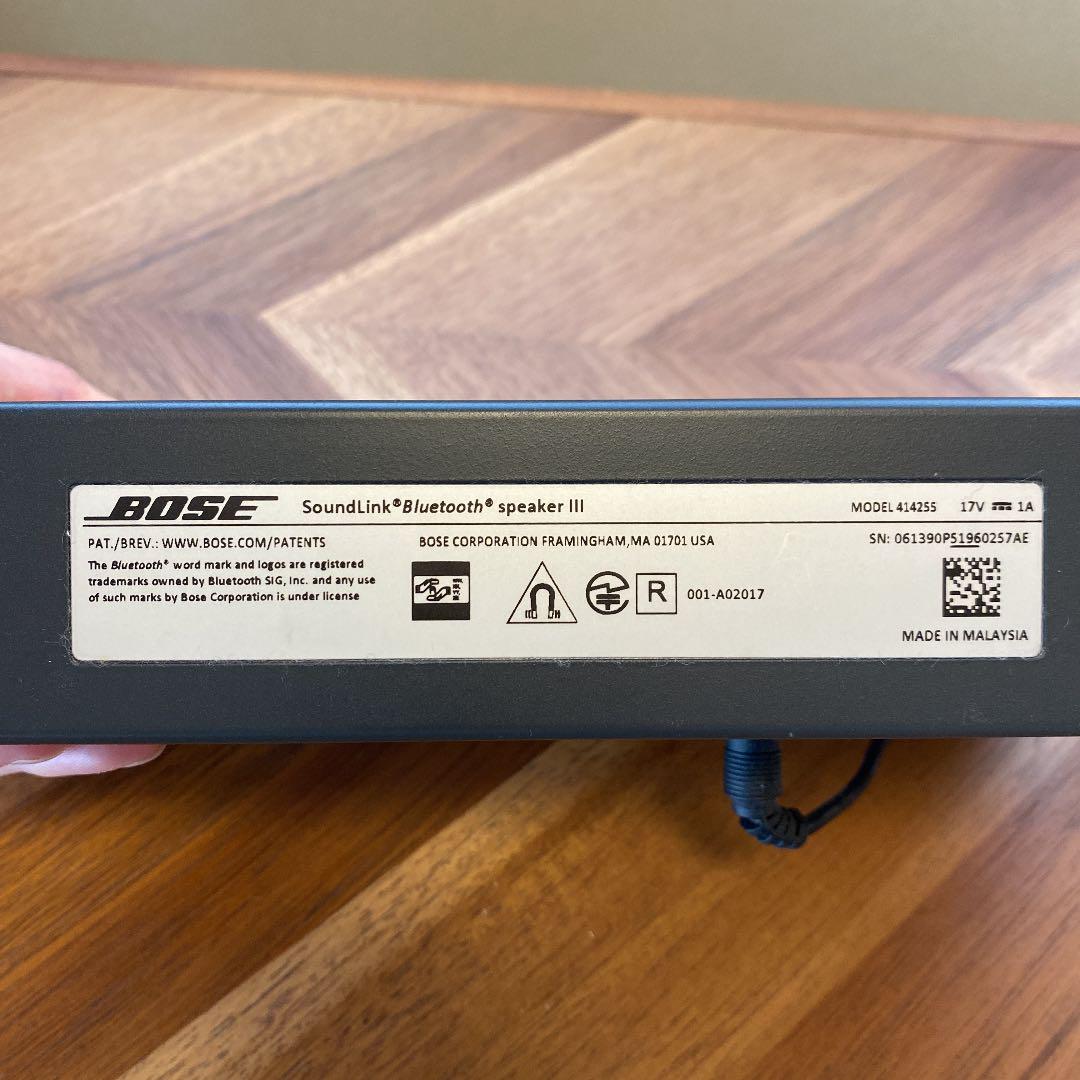 BOSE SoundLink®Bluetooth® speaker III MODEL 414255 17V ⎓ 1A
PAT./BREV.: WWW.BOSE.COM/PATENTS
The Bluetooth® word mark and logos are registered
trademarks owned by Bluetooth SIG, Inc. and any use
of such marks by Bose Corporation is under license
BOSE CORPORATION FRAMINGHAM,MA 01701 USA
R 001-A02017
SN: 061390P51960257AE
MADE IN MALAYSIA